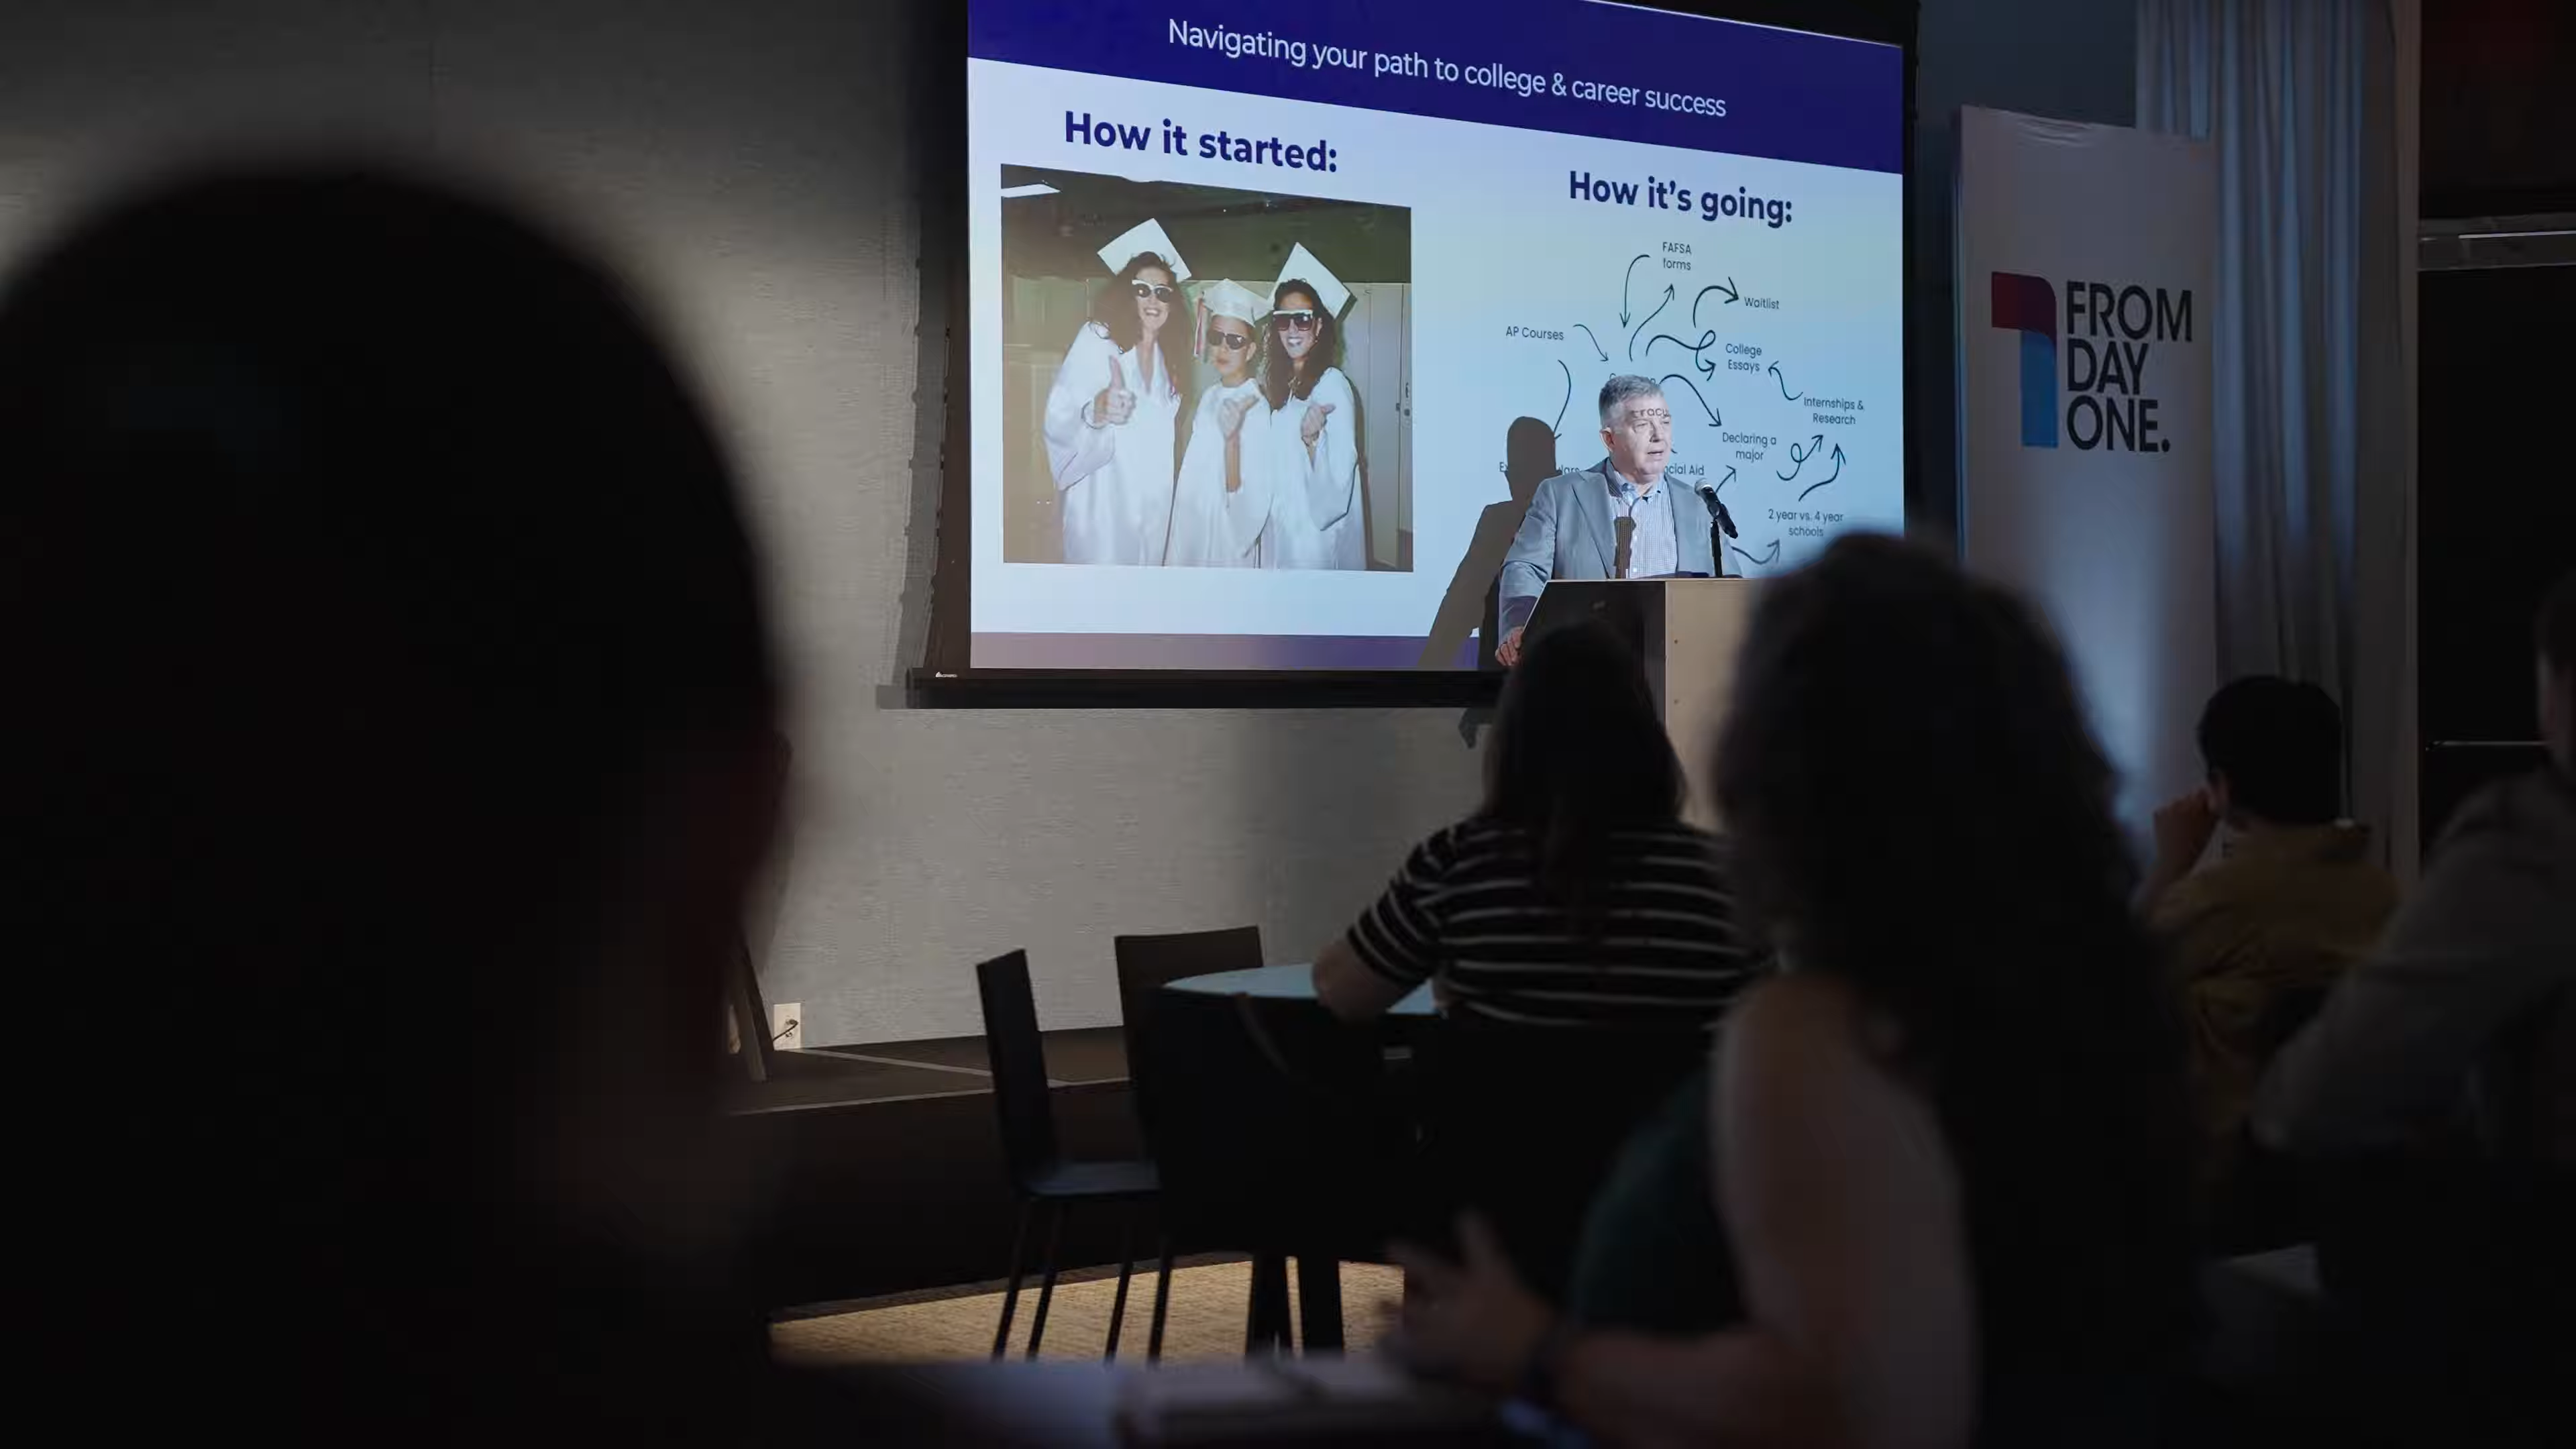 Navigating your path to college & career success
How it started:
How it's going:
FAFSA
forms
Waitlist
AP Courses
College
Essays
Internships &
Research
Declaring a
major
2 year vs. 4 year
schools
FROM
DAY
ONE.